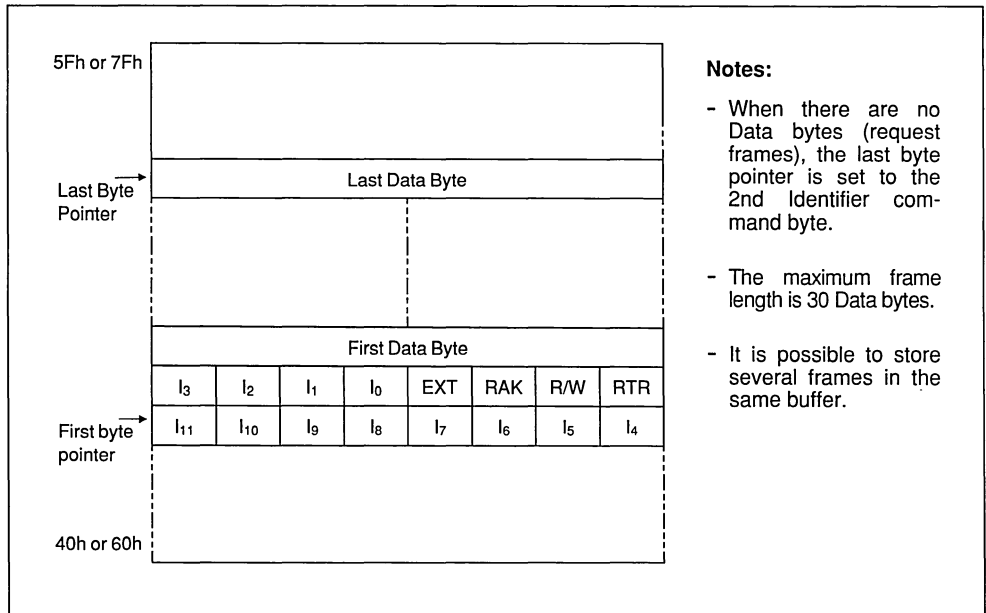 5Fh or 7Fh
Last Byte
Pointer
Last Data Byte
First Data Byte
I₃ I₂ I₁ I₀ EXT RAK R/W RTR
First byte
pointer
I₁₁ I₁₀ I₉ I₈ I₇ I₆ I₅ I₄
40h or 60h
Notes:
- When there are no
Data bytes (request
frames), the last byte
pointer is set to the
2nd Identifier com-
mand byte.
- The maximum frame
length is 30 Data bytes.
- It is possible to store
several frames in the
same buffer.